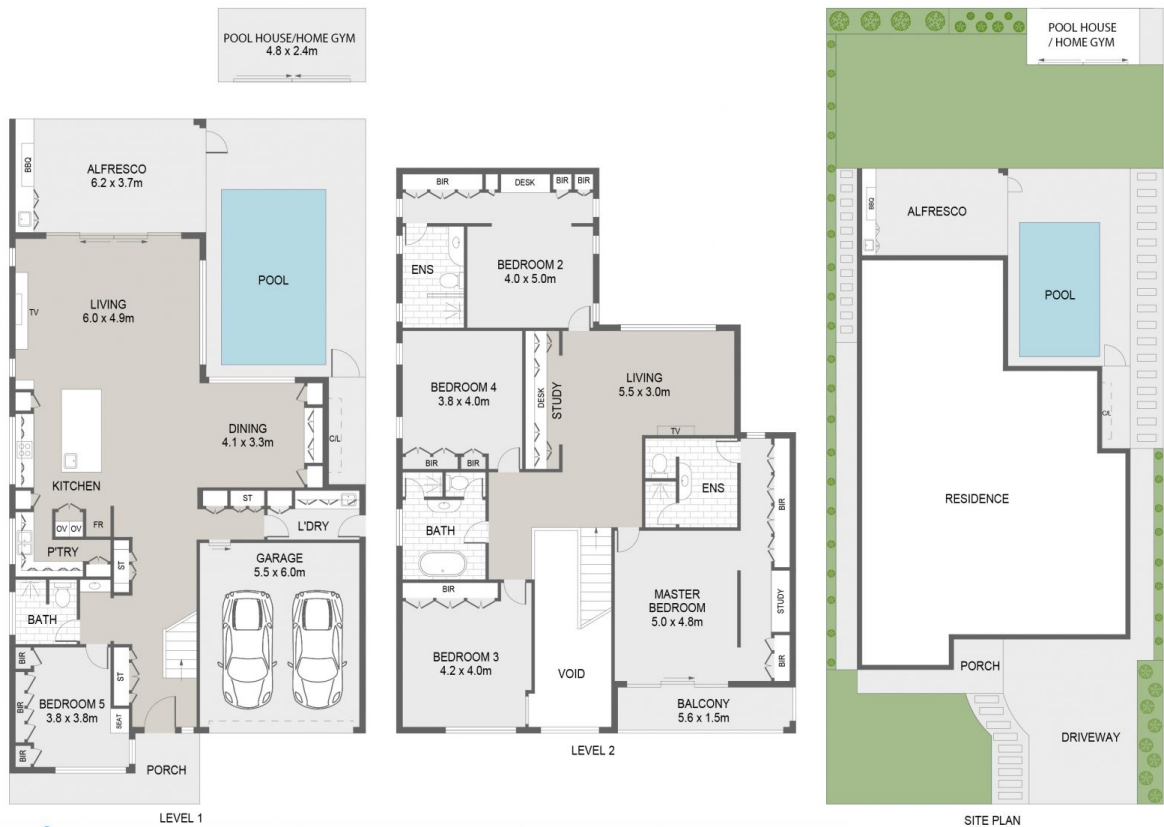 POOL HOUSE/HOME GYM
4.8 x 2.4m
BBQ
ALFRESCO
6.2 x 3.7m
POOL
LIVING
6.0 x 4.9m
TV
DINING
4.1 x 3.3m
C/L
KITCHEN
OV OV
FR
P'TRY
ST
ST
L'DRY
GARAGE
5.5 x 6.0m
BATH
BIR
BIR
BIR
BEDROOM 5
3.8 x 3.8m
ST
SEAT
PORCH
LEVEL 1
BIR
DESK
BIR
BIR
ENS
BEDROOM 2
4.0 x 5.0m
BEDROOM 4
3.8 x 4.0m
BIR
BIR
DESK
STUDY
LIVING
5.5 x 3.0m
TV
ENS
BIR
BATH
BIR
MASTER
BEDROOM
5.0 x 4.8m
STUDY
BIR
BEDROOM 3
4.2 x 4.0m
VOID
BALCONY
5.6 x 1.5m
LEVEL 2
POOL HOUSE
/ HOME GYM
BBQ
ALFRESCO
POOL
C/L
RESIDENCE
PORCH
DRIVEWAY
SITE PLAN